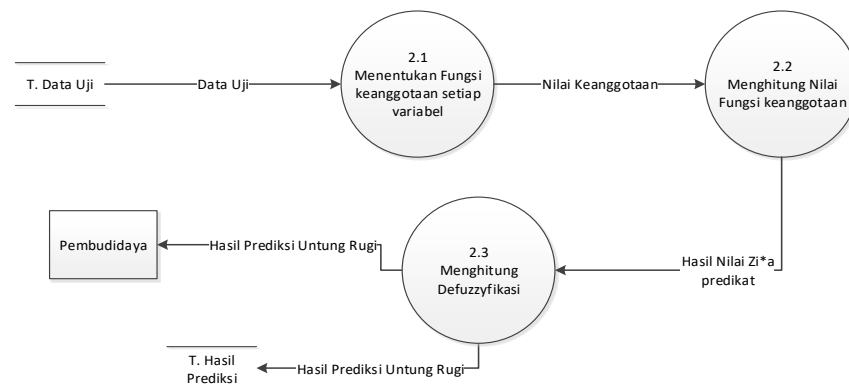 2.1
Menentukan Fungsi
keanggotaan setiap
variabel
2.2
Menghitung Nilai
Fungsi keanggotaan
T. Data Uji
Data Uji
Nilai Keanggotaan
Pembudidaya
Hasil Prediksi Untung Rugi
2.3
Menghitung
Defuzzyfikasi
Hasil Nilai Zi*a
predikat
T. Hasil
Prediksi
Hasil Prediksi Untung Rugi